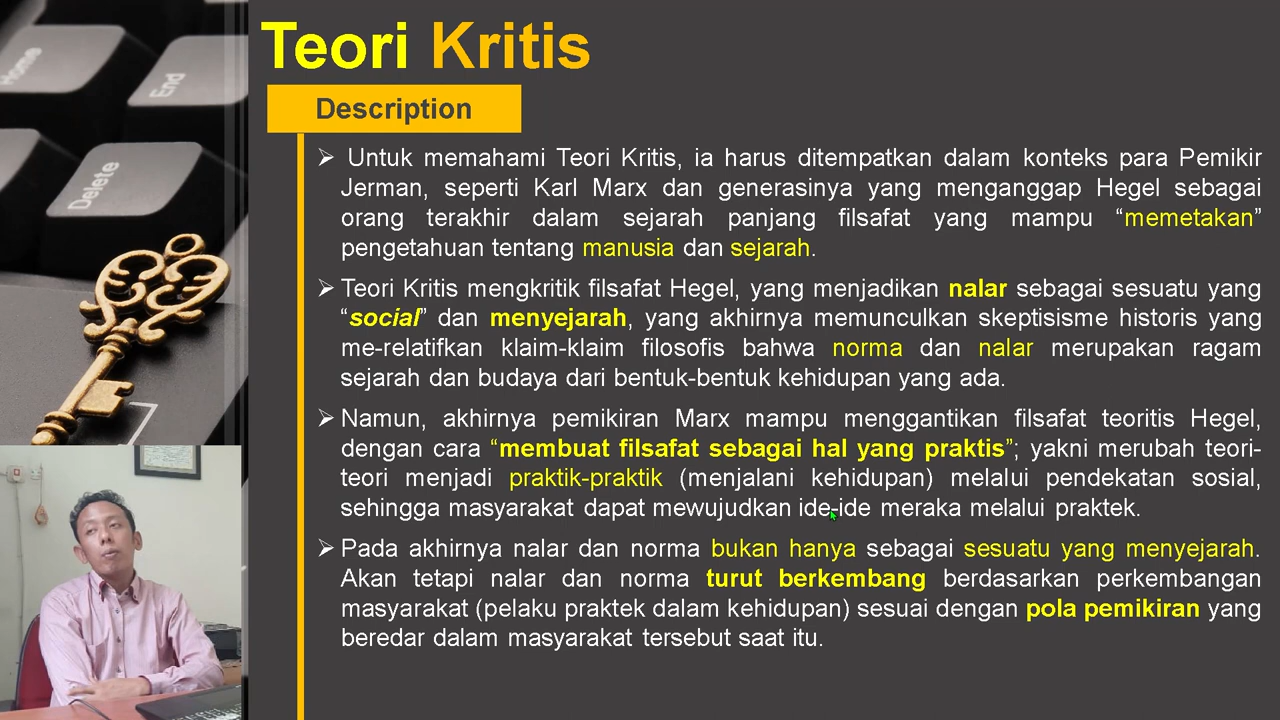 Home
End
Delete
Teori Kritis
Description
➢ Untuk memahami Teori Kritis, ia harus ditempatkan dalam konteks para Pemikir
Jerman, seperti Karl Marx dan generasinya yang menganggap Hegel sebagai
orang terakhir dalam sejarah panjang filsafat yang mampu “memetakan”
pengetahuan tentang manusia dan sejarah.
➢ Teori Kritis mengkritik filsafat Hegel, yang menjadikan nalar sebagai sesuatu yang
“social” dan menyejarah, yang akhirnya memunculkan skeptisisme historis yang
me-relatifkan klaim-klaim filosofis bahwa norma dan nalar merupakan ragam
sejarah dan budaya dari bentuk-bentuk kehidupan yang ada.
➢ Namun, akhirnya pemikiran Marx mampu menggantikan filsafat teoritis Hegel,
dengan cara “membuat filsafat sebagai hal yang praktis”; yakni merubah teori-
teori menjadi praktik-praktik (menjalani kehidupan) melalui pendekatan sosial,
sehingga masyarakat dapat mewujudkan ide-ide meraka melalui praktek.
➢ Pada akhirnya nalar dan norma bukan hanya sebagai sesuatu yang menyejarah.
Akan tetapi nalar dan norma turut berkembang berdasarkan perkembangan
masyarakat (pelaku praktek dalam kehidupan) sesuai dengan pola pemikiran yang
beredar dalam masyarakat tersebut saat itu.